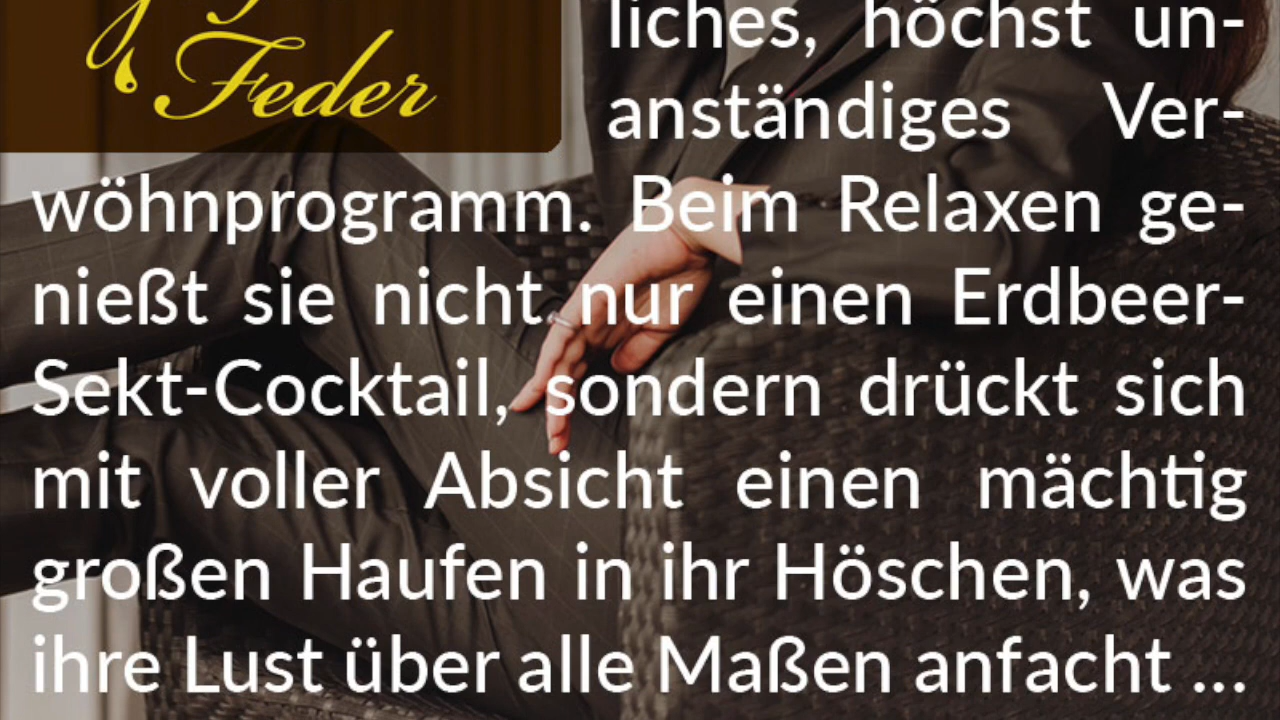 Feder
liches, höchst un-
anständiges Ver-
wöhnprogramm. Beim Relaxen ge-
nießt sie nicht nur einen Erdbeer-
Sekt-Cocktail, sondern drückt sich
mit voller Absicht einen mächtig
großen Haufen in ihr Höschen, was
ihre Lust über alle Maßen anfacht ...